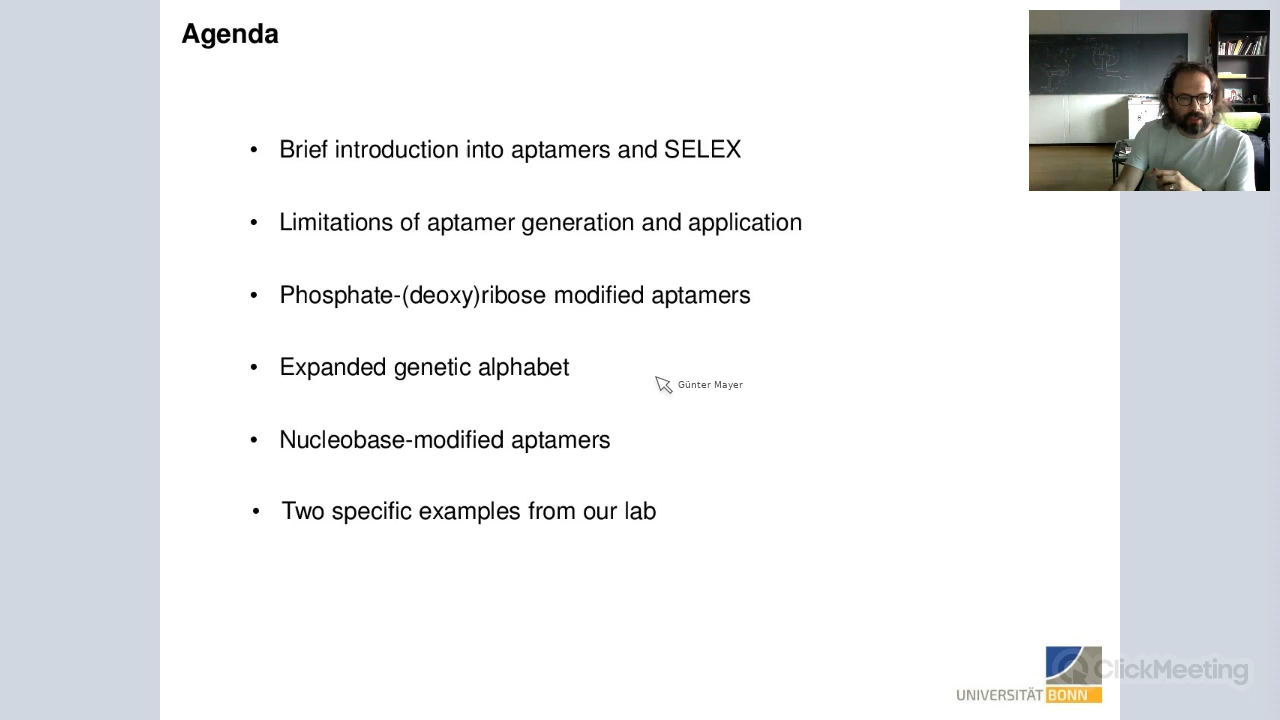 Agenda
• Brief introduction into aptamers and SELEX
• Limitations of aptamer generation and application
• Phosphate-(deoxy)ribose modified aptamers
• Expanded genetic alphabet
Günter Mayer
• Nucleobase-modified aptamers
• Two specific examples from our lab
ClickMeeting
UNIVERSITÄT BONN